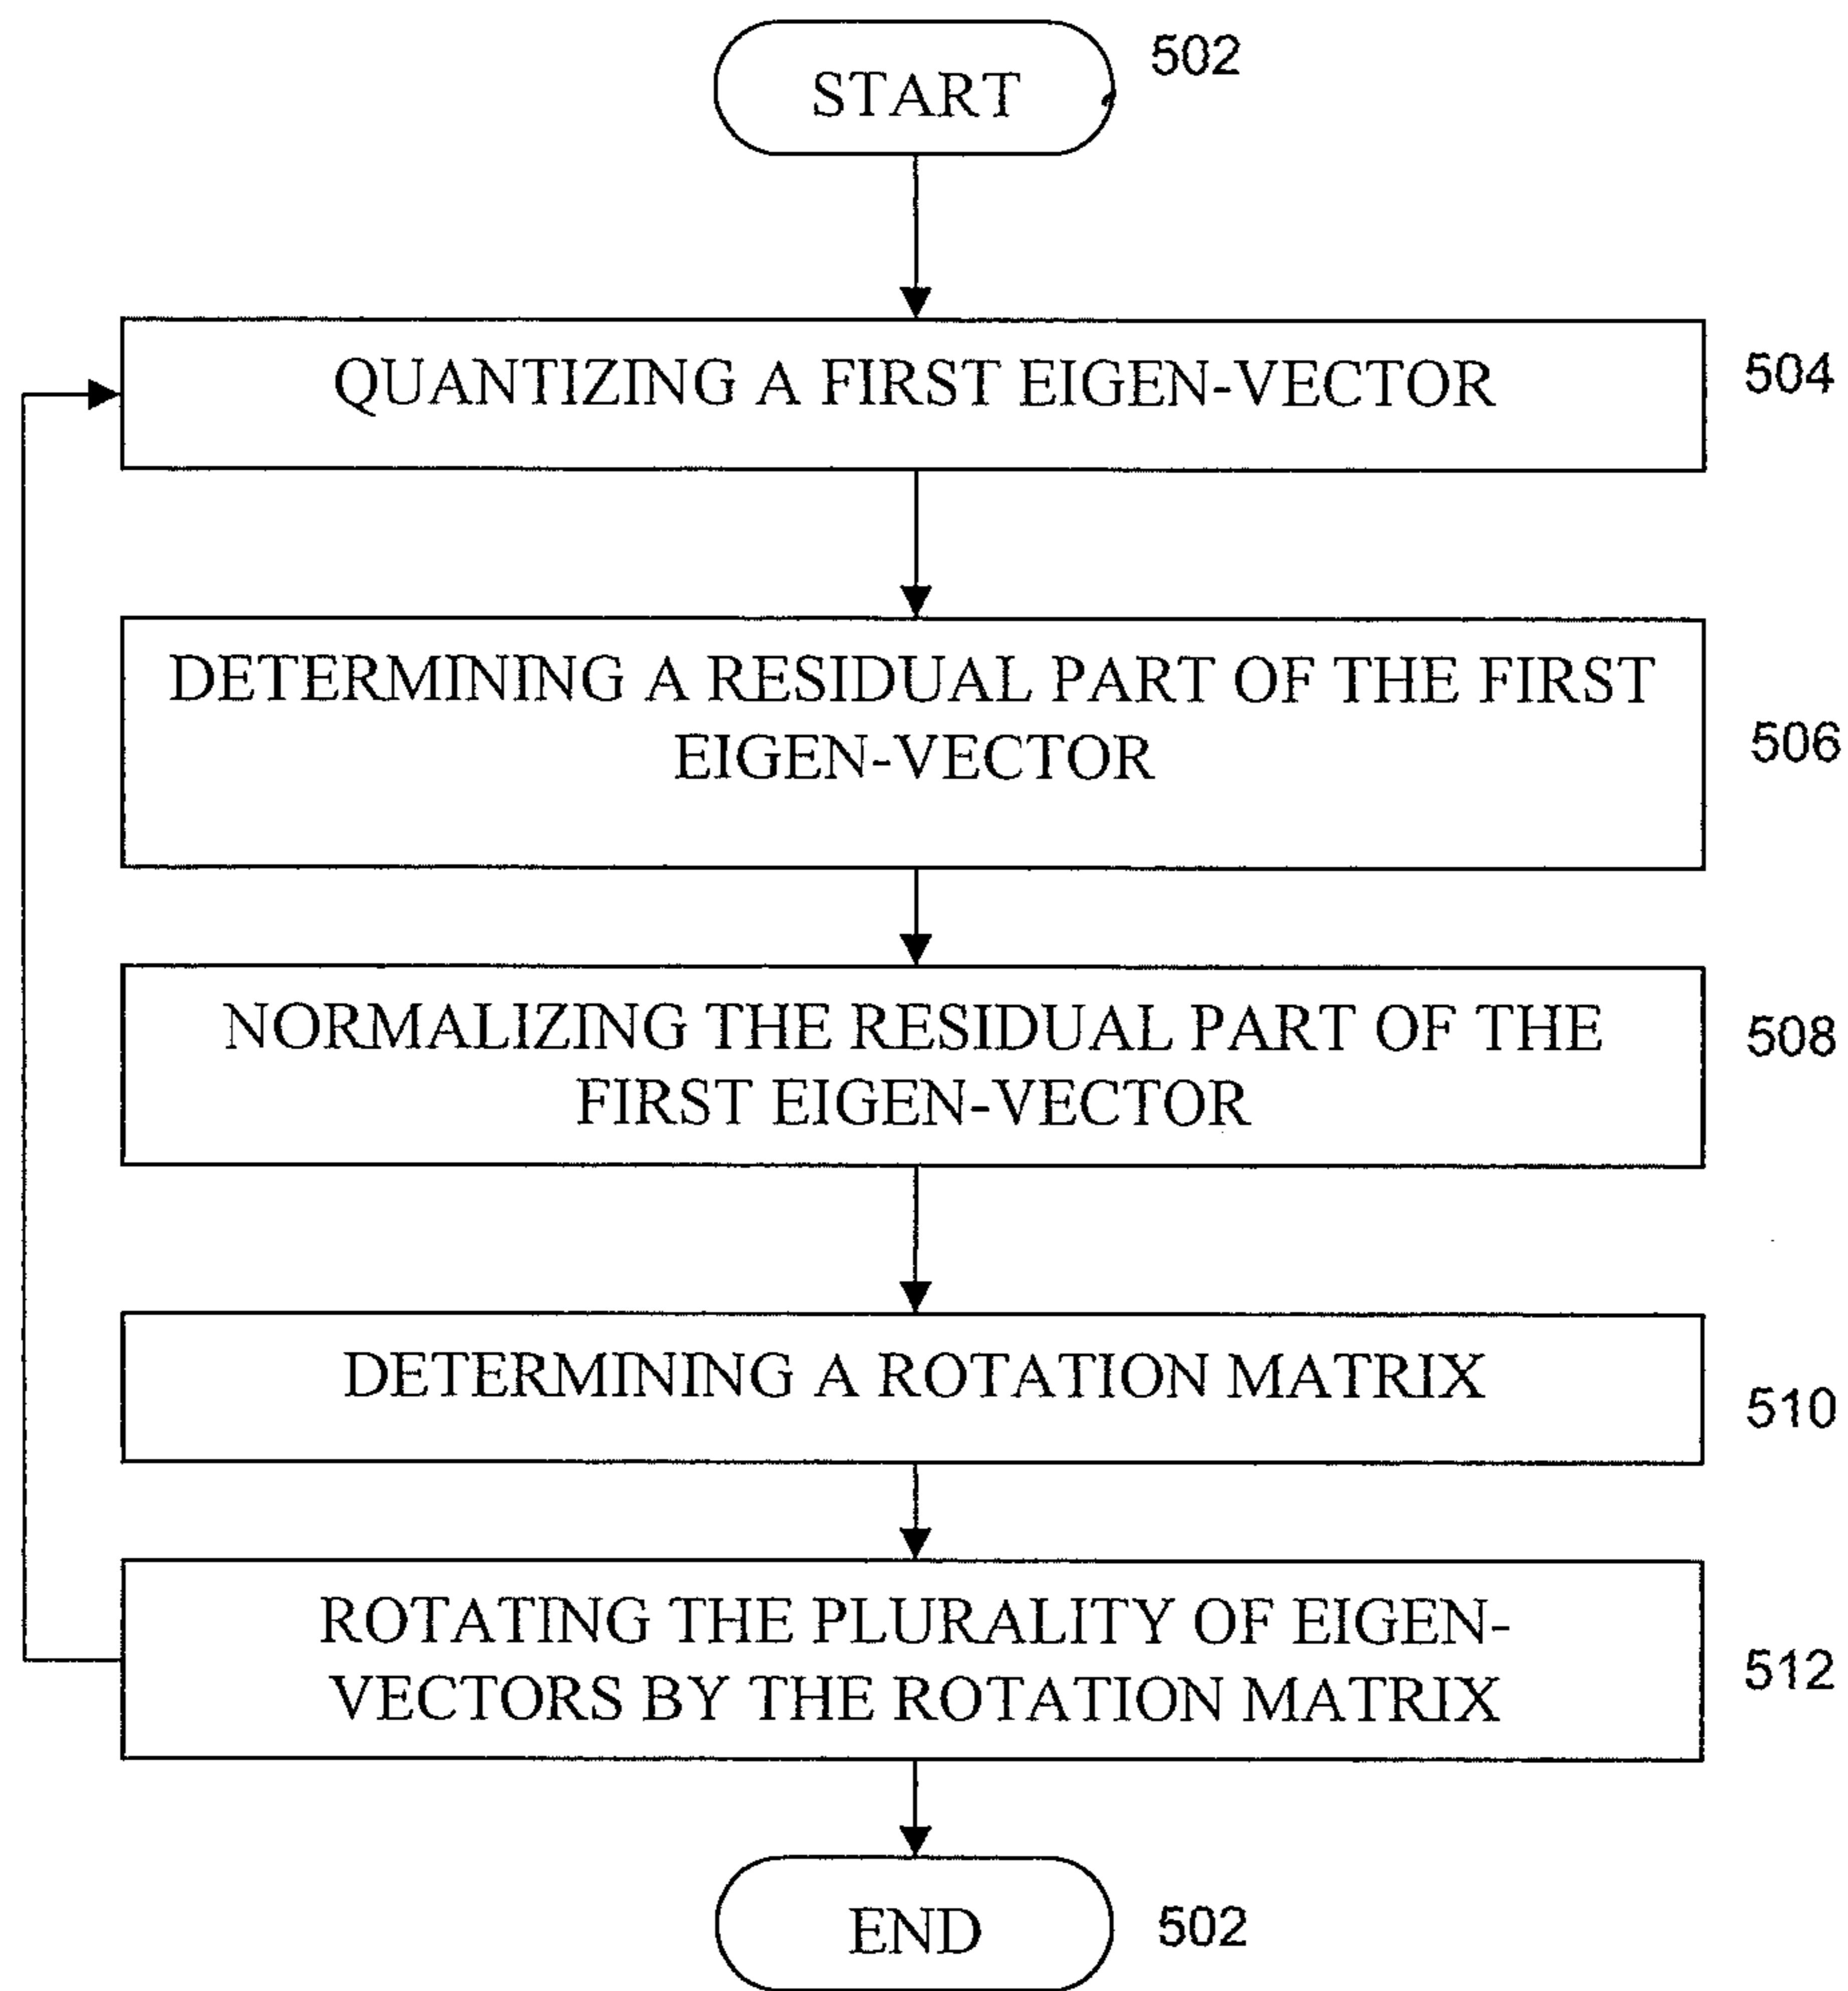 START
502
QUANTIZING A FIRST EIGEN-VECTOR
504
DETERMINING A RESIDUAL PART OF THE FIRST
EIGEN-VECTOR
506
NORMALIZING THE RESIDUAL PART OF THE
FIRST EIGEN-VECTOR
508
DETERMINING A ROTATION MATRIX
510
ROTATING THE PLURALITY OF EIGEN-
VECTORS BY THE ROTATION MATRIX
512
END
502